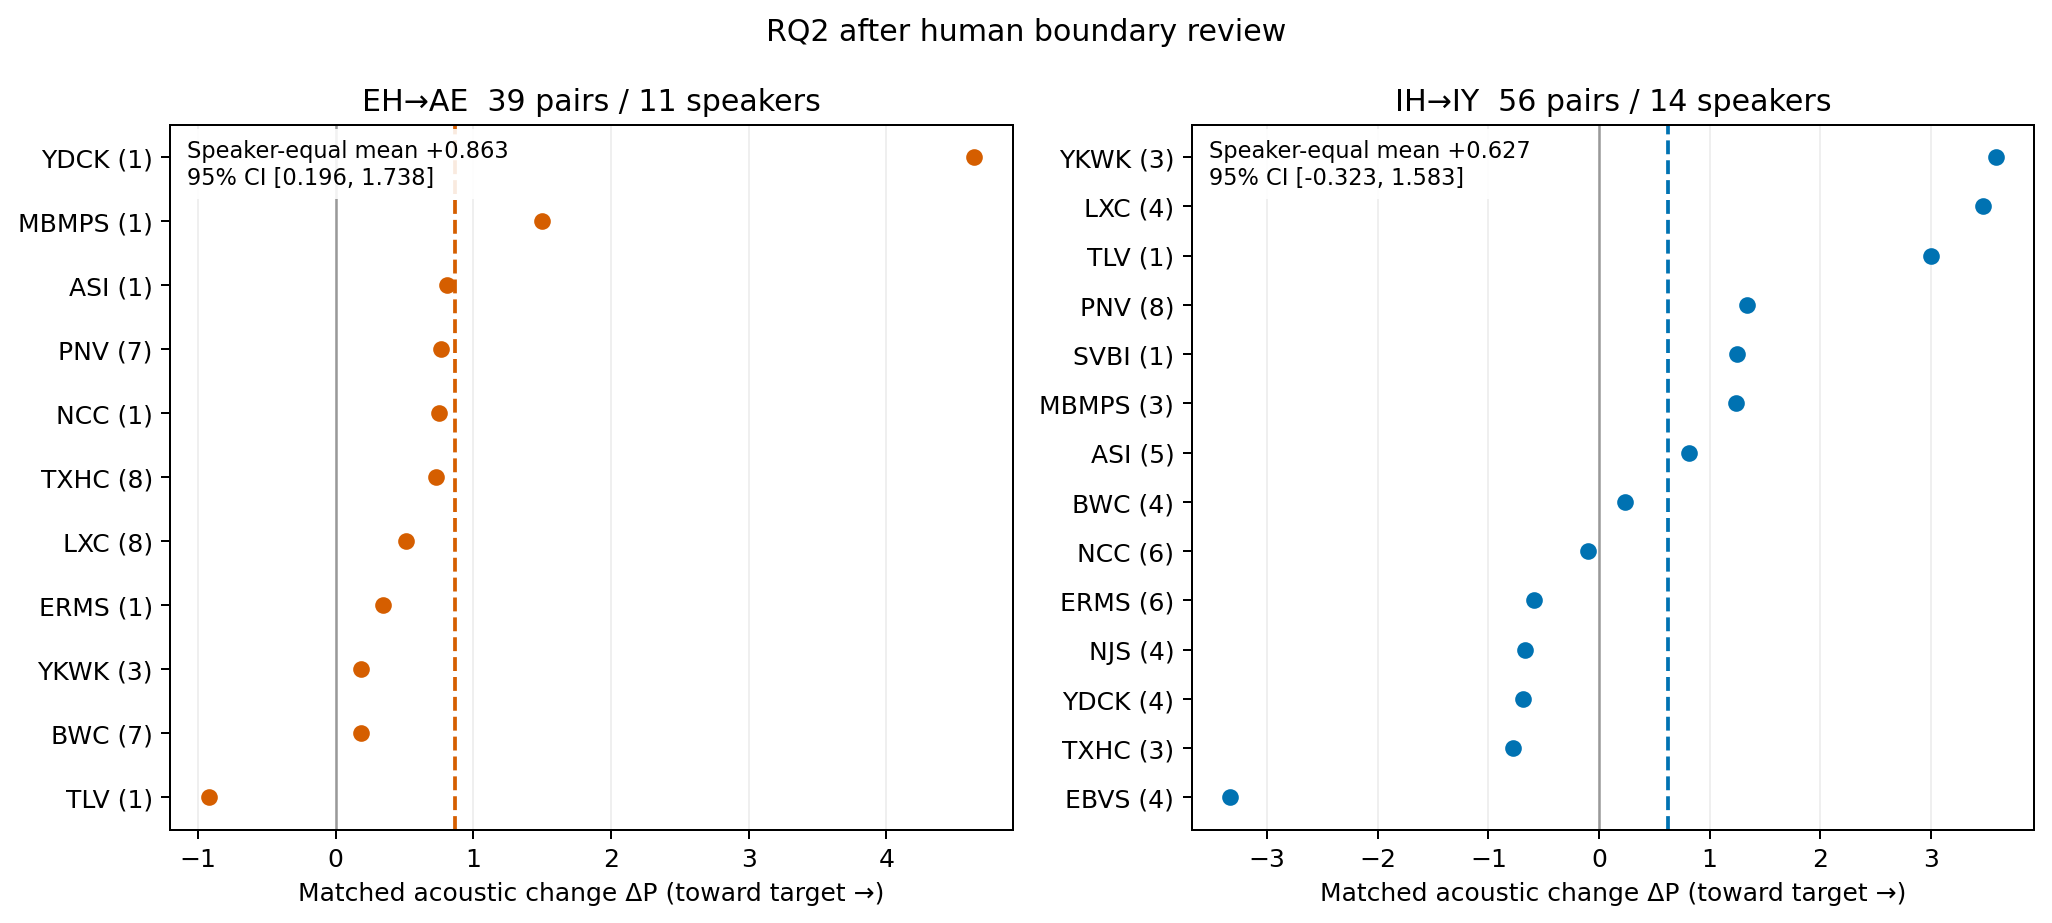 RQ2 after human boundary review
EH→AE  39 pairs / 11 speakers
Speaker-equal mean +0.863
95% CI [0.196, 1.738]
YDCK (1)
MBMPS (1)
ASI (1)
PNV (7)
NCC (1)
TXHC (8)
LXC (8)
ERMS (1)
YKWK (3)
BWC (7)
TLV (1)
−1 0 1 2 3 4
Matched acoustic change ΔP (toward target →)
IH→IY  56 pairs / 14 speakers
Speaker-equal mean +0.627
95% CI [-0.323, 1.583]
YKWK (3)
LXC (4)
TLV (1)
PNV (8)
SVBI (1)
MBMPS (3)
ASI (5)
BWC (4)
NCC (6)
ERMS (6)
NJS (4)
YDCK (4)
TXHC (3)
EBVS (4)
−3 −2 −1 0 1 2 3
Matched acoustic change ΔP (toward target →)